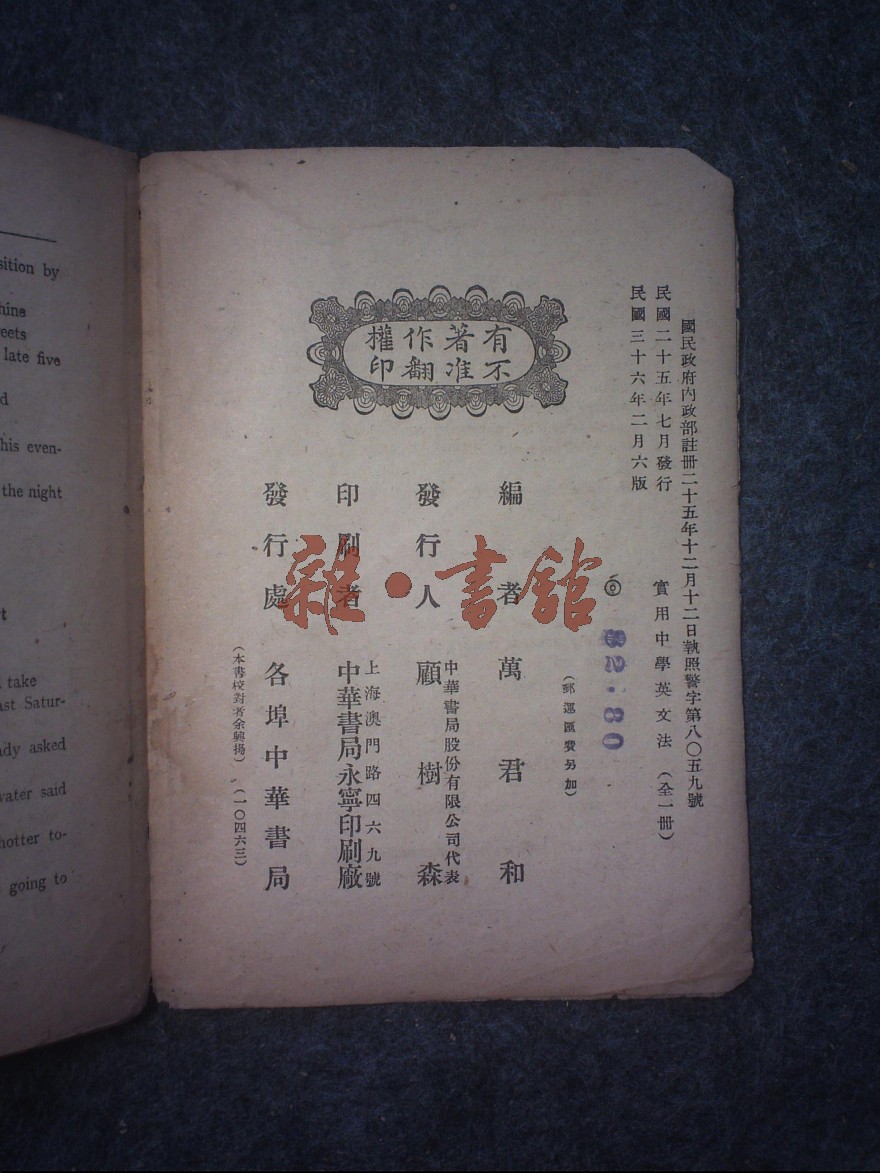 sition by
hine
eets
late five
d
his even-
the night
rt
take
ast Satur-
ady asked
water said
hotter to-
going to
國民政府內政部註冊二十五年十二月十二日執照警字第八〇五九號
民國二十五年七月發行
民國三十六年二月六版
實用中學英文法（全一冊）
◎
（郵運匯費另加）
有著作權
不准翻印
編者萬君和
發行人
中華書局股份有限公司代表
顧樹森
印刷者
上海澳門路四六九號
中華書局永寧印刷廠
發行處各埠中華書局
（本書校對者余興揚）（一〇四六三）
雜·書館